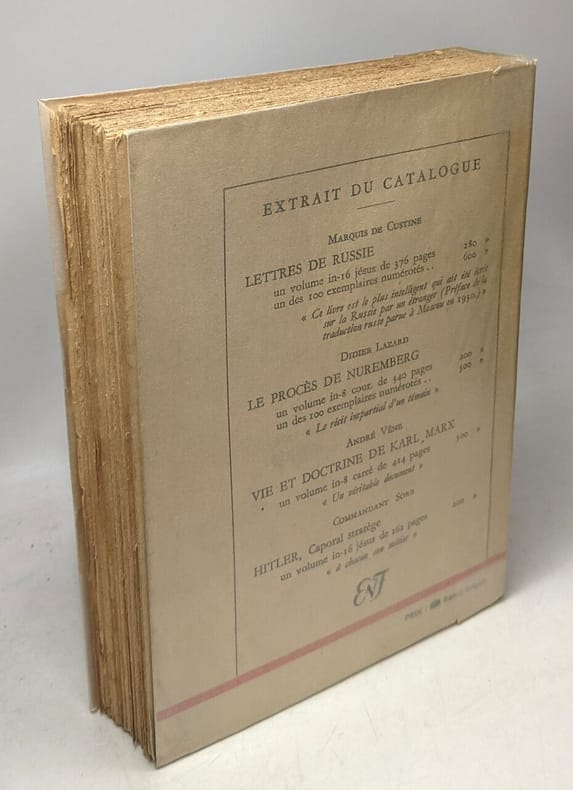 EXTRAIT DU CATALOGUE
MARQUIS DE CUSTINE
LETTRES DE RUSSIE
un volume in-16 jésus de 376 pages 280 »
un des 100 exemplaires numérotés . . 600 »
« Ce livre est le plus intelligent qui ait été écrit
sur la Russie par un étranger (Préface de la
traduction russe parue à Moscou en 1930.) »
DIDIER LAZARD
LE PROCÈS DE NUREMBERG
un volume in-8 cour. de 340 pages 200 »
un des 100 exemplaires numérotés . . 500 »
« Le récit impartial d'un témoin »
ANDRÉ VÈNE
VIE ET DOCTRINE DE KARL MARX
un volume in-8 carré de 414 pages 300 »
« Un véritable document »
COMMANDANT SORB
HITLER, Caporal stratège
un volume in-16 jésus de 162 pages 200 »
« à chacun son métier »
ENF
PRIX :